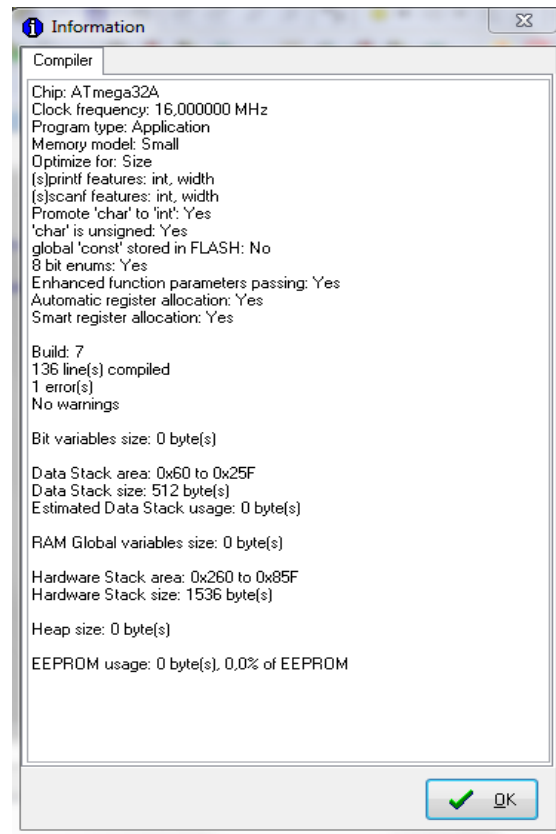 Information
Compiler
Chip: ATmega32A
Clock frequency: 16,000000 MHz
Program type: Application
Memory model: Small
Optimize for: Size
(s)printf features: int, width
(s)scanf features: int, width
Promote 'char' to 'int': Yes
'char' is unsigned: Yes
global 'const' stored in FLASH: No
8 bit enums: Yes
Enhanced function parameters passing: Yes
Automatic register allocation: Yes
Smart register allocation: Yes
Build: 7
136 line(s) compiled
1 error(s)
No warnings
Bit variables size: 0 byte(s)
Data Stack area: 0x60 to 0x25F
Data Stack size: 512 byte(s)
Estimated Data Stack usage: 0 byte(s)
RAM Global variables size: 0 byte(s)
Hardware Stack area: 0x260 to 0x85F
Hardware Stack size: 1536 byte(s)
Heap size: 0 byte(s)
EEPROM usage: 0 byte(s), 0,0% of EEPROM
OK